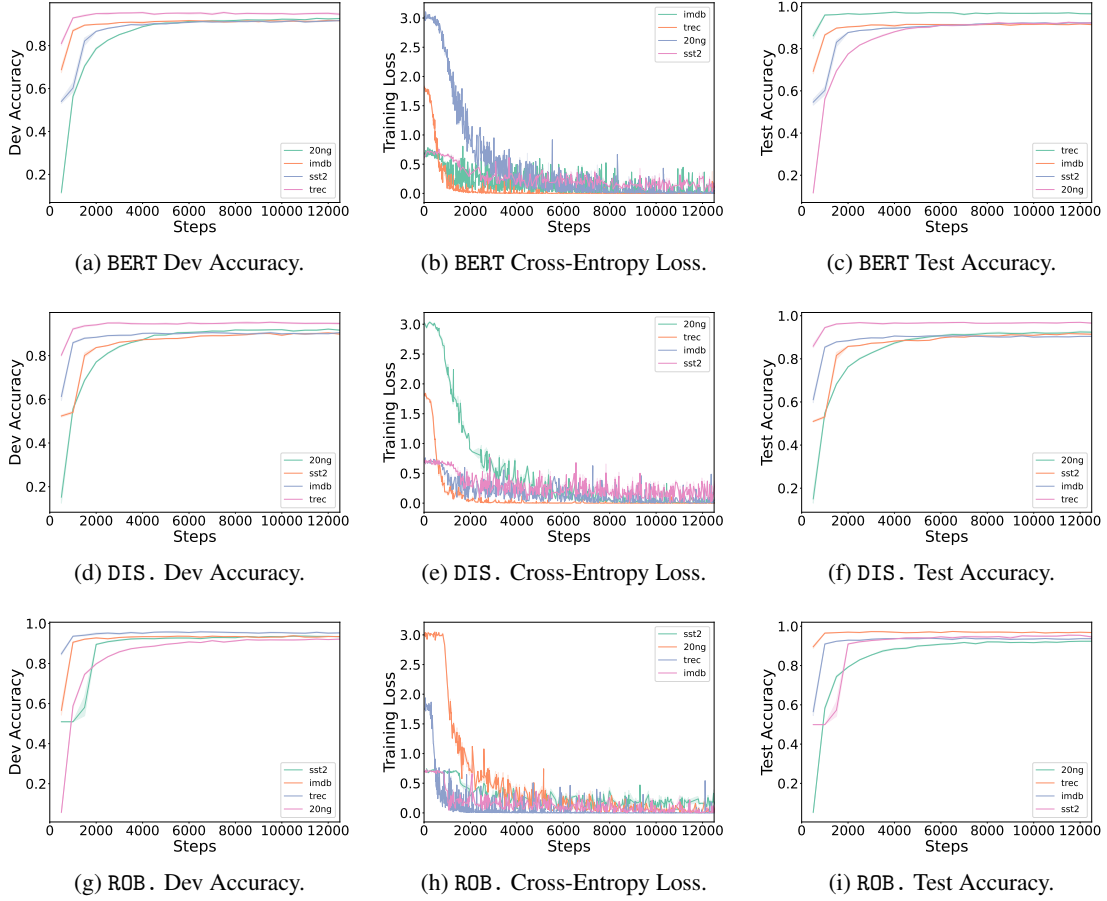 Dev Accuracy
0.8
0.6
0.4
0.2
0 2000 4000 6000 8000 10000 12000
Steps
20ng
imdb
sst2
trec
(a) BERT Dev Accuracy.
Training Loss
3.0
2.5
2.0
1.5
1.0
0.5
0.0
0 2000 4000 6000 8000 10000 12000
Steps
imdb
trec
20ng
sst2
(b) BERT Cross-Entropy Loss.
Test Accuracy
1.0
0.8
0.6
0.4
0.2
0 2000 4000 6000 8000 10000 12000
Steps
trec
imdb
sst2
20ng
(c) BERT Test Accuracy.
Dev Accuracy
0.8
0.6
0.4
0.2
0 2000 4000 6000 8000 10000 12000
Steps
20ng
sst2
imdb
trec
(d) DIS. Dev Accuracy.
Training Loss
3.0
2.5
2.0
1.5
1.0
0.5
0.0
0 2000 4000 6000 8000 10000 12000
Steps
20ng
trec
imdb
sst2
(e) DIS. Cross-Entropy Loss.
Test Accuracy
1.0
0.8
0.6
0.4
0.2
0 2000 4000 6000 8000 10000 12000
Steps
20ng
sst2
imdb
trec
(f) DIS. Test Accuracy.
Dev Accuracy
1.0
0.8
0.6
0.4
0.2
0 2000 4000 6000 8000 10000 12000
Steps
sst2
imdb
trec
20ng
(g) ROB. Dev Accuracy.
Training Loss
3.0
2.5
2.0
1.5
1.0
0.5
0.0
0 2000 4000 6000 8000 10000 12000
Steps
sst2
20ng
trec
imdb
(h) ROB. Cross-Entropy Loss.
Test Accuracy
1.0
0.8
0.6
0.4
0.2
0 2000 4000 6000 8000 10000 12000
Steps
20ng
trec
imdb
sst2
(i) ROB. Test Accuracy.